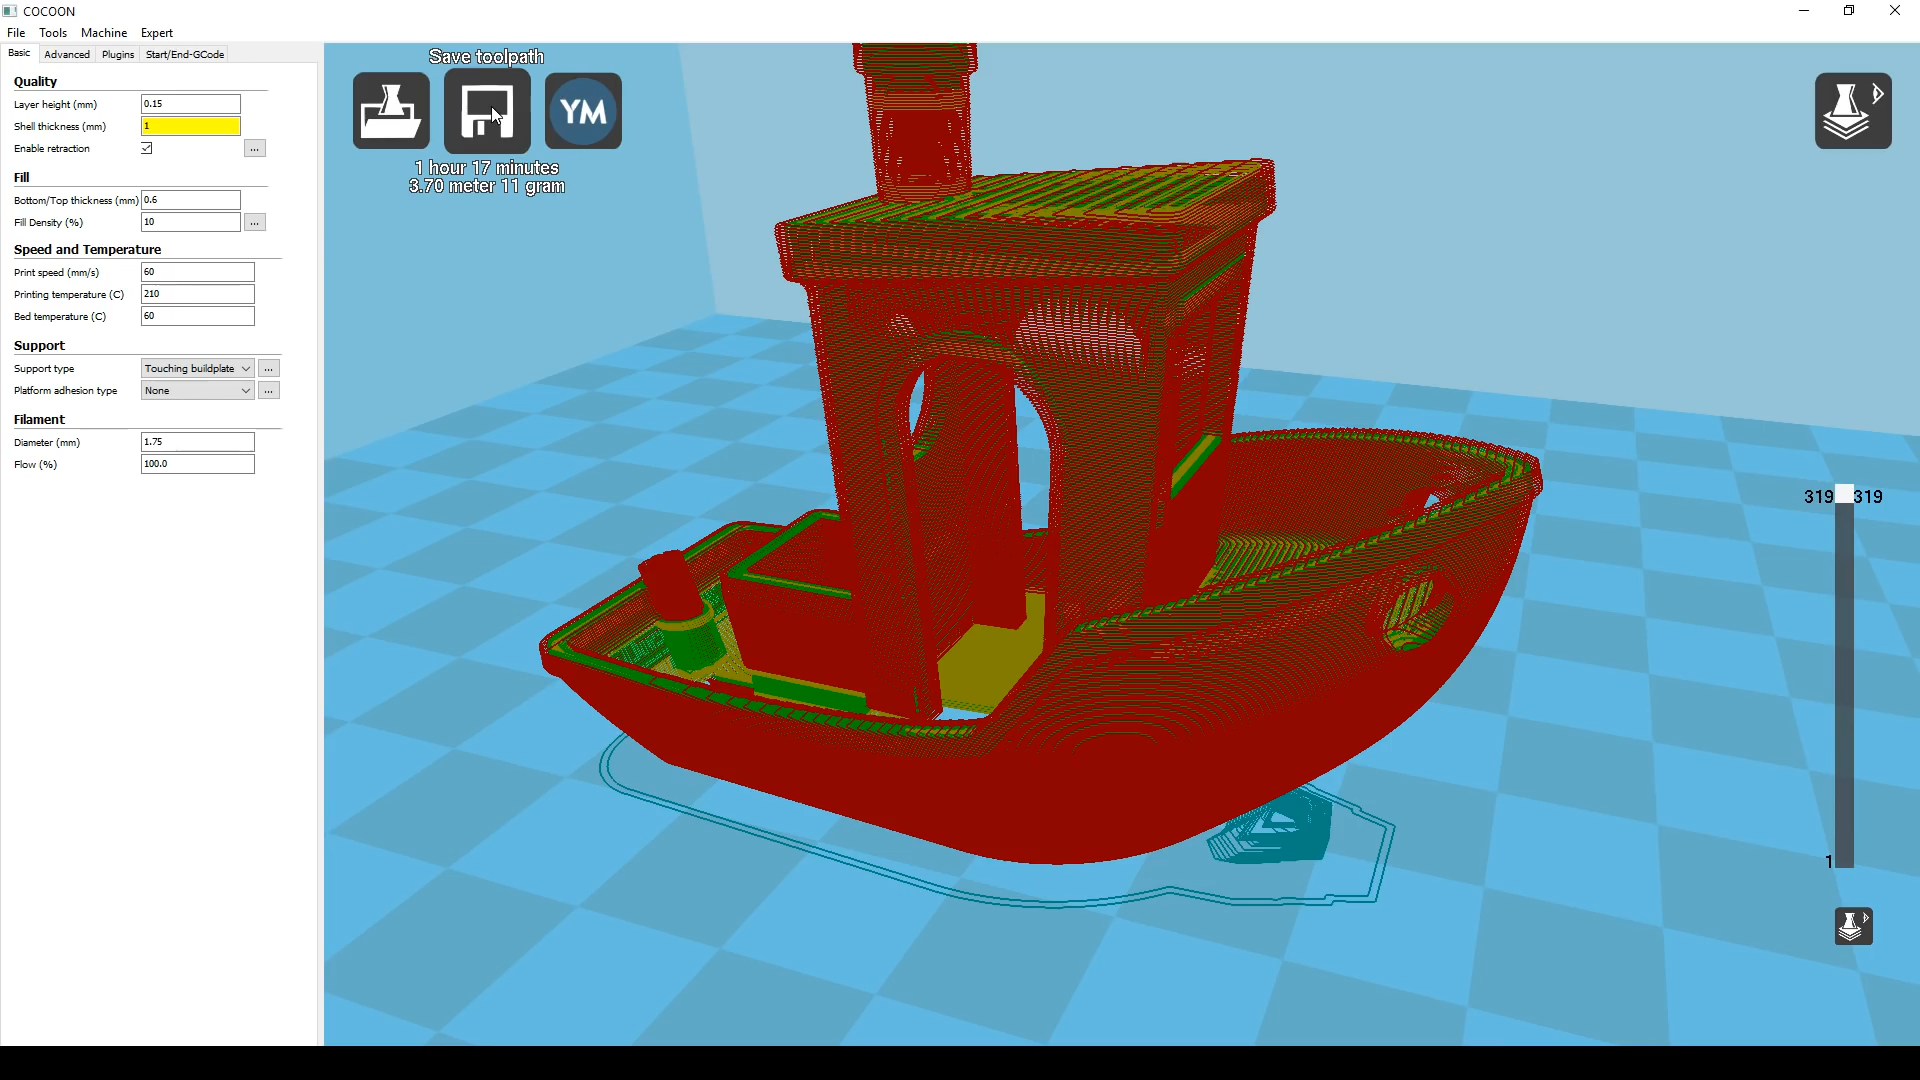 COCOON
File Tools Machine Expert
Basic Advanced Plugins Start/End-GCode
Quality
Layer height (mm) 0.15
Shell thickness (mm) 1
Enable retraction ...
Fill
Bottom/Top thickness (mm) 0.6
Fill Density (%) 10 ...
Speed and Temperature
Print speed (mm/s) 60
Printing temperature (C) 210
Bed temperature (C) 60
Support
Support type Touching buildplate ...
Platform adhesion type None ...
Filament
Diameter (mm) 1.75
Flow (%) 100.0
Save toolpath
YM
1 hour 17 minutes
3.70 meter 11 gram
319 319
1